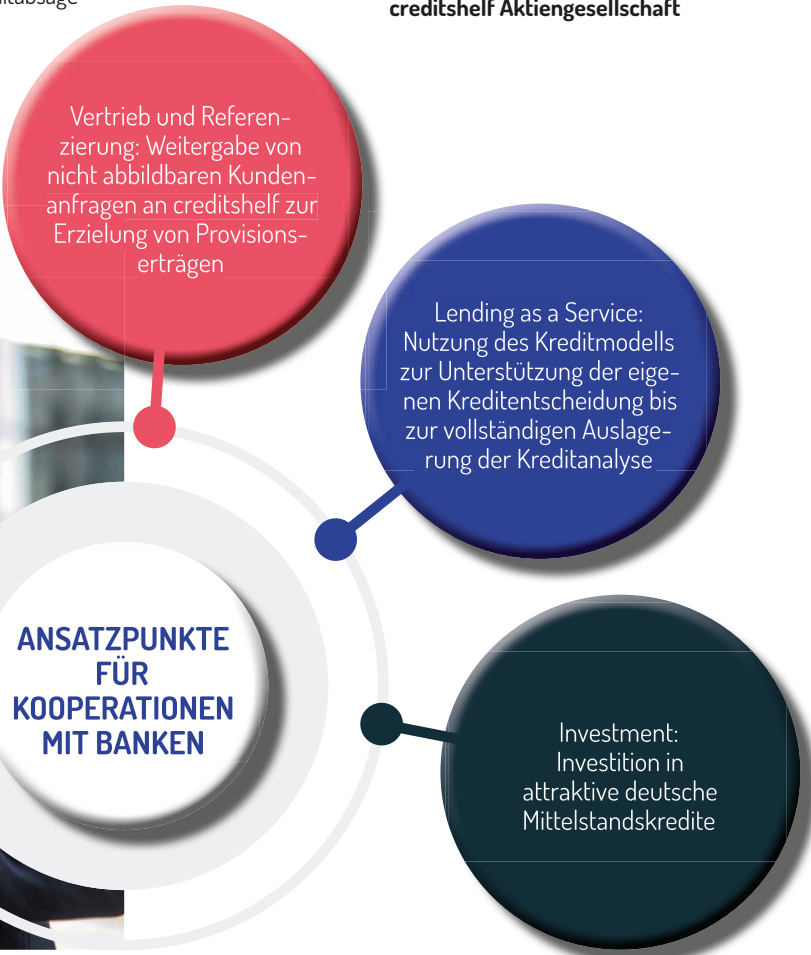 creditshelf Aktiengesellschaft
Vertrieb und Referen-
zierung: Weitergabe von
nicht abbildbaren Kunden-
anfragen an creditshelf zur
Erzielung von Provisions-
erträgen
Lending as a Service:
Nutzung des Kreditmodells
zur Unterstützung der eige-
nen Kreditentscheidung bis
zur vollständigen Auslage-
rung der Kreditanalyse
ANSATZPUNKTE
FÜR
KOOPERATIONEN
MIT BANKEN
Investment:
Investition in
attraktive deutsche
Mittelstandskredite